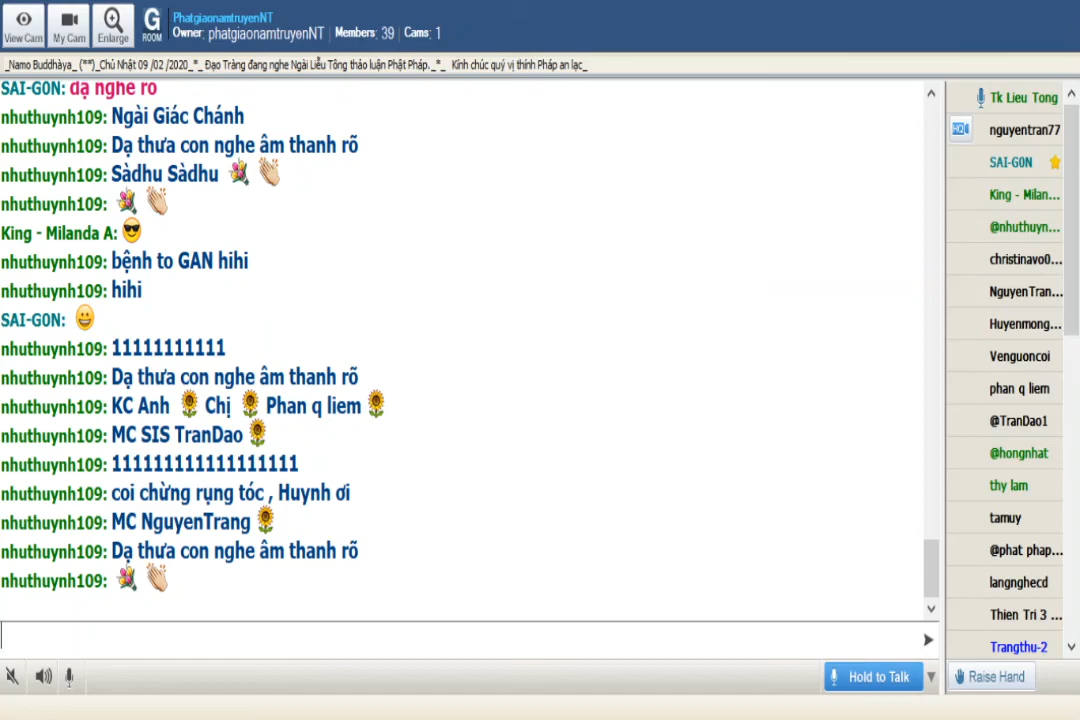 View Cam
My Cam
Enlarge
G
ROOM
PhatgiaonamtruyenNT
Owner: phatgiaonamtruyenNT Members: 39 Cams: 1
_Namo Buddhàya_ (**)_Chủ Nhật 09 /02 /2020_*_ Đạo Tràng đang nghe Ngài Liễu Tông thảo luận Phật Pháp._*_ Kính chúc quý vị thính Pháp an lạc_
SAI-GON: dạ nghe ro
nhuthuynh109: Ngài Giác Chánh
nhuthuynh109: Dạ thưa con nghe âm thanh rõ
nhuthuynh109: Sàdhu Sàdhu
nhuthuynh109:
King - Milanda A:
nhuthuynh109: bệnh to GAN hihi
nhuthuynh109: hihi
SAI-GON:
nhuthuynh109: 11111111111
nhuthuynh109: Dạ thưa con nghe âm thanh rõ
nhuthuynh109: KC Anh Chị Phan q liem
nhuthuynh109: MC SIS TranDao
nhuthuynh109: 111111111111111111
nhuthuynh109: coi chừng rụng tóc , Huynh ơi
nhuthuynh109: MC NguyenTrang
nhuthuynh109: Dạ thưa con nghe âm thanh rõ
nhuthuynh109:
Tk Lieu Tong
HD
nguyentran77
SAI-GON
King - Milan...
@nhuthuyn...
christinavo0...
NguyenTran...
Huyenmong...
Venguoncoi
phan q liem
@TranDao1
@hongnhat
thy lam
tamuy
@phat phap...
langnghecd
Thien Tri 3 ...
Trangthu-2
Hold to Talk
Raise Hand